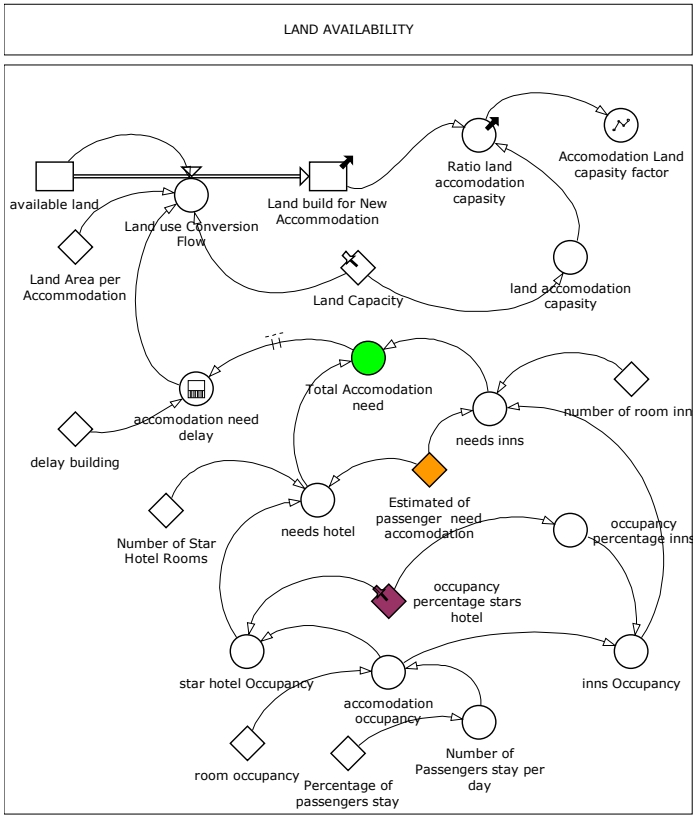 LAND AVAILABILITY
available land
Land use Conversion
Flow
Land build for New
Accommodation
Ratio land
accomodation
capasity
Accomodation Land
capasity factor
Land Area per
Accommodation
Land Capacity
land accomodation
capasity
Total Accomodation
need
accomodation need
delay
delay building
needs inns
number of room inn
Number of Star
Hotel Rooms
needs hotel
Estimated of
passenger need
accomodation
occupancy
percentage inns
occupancy
percentage stars
hotel
star hotel Occupancy
accomodation
occupancy
inns Occupancy
room occupancy
Percentage of
passengers stay
Number of
Passengers stay per
day